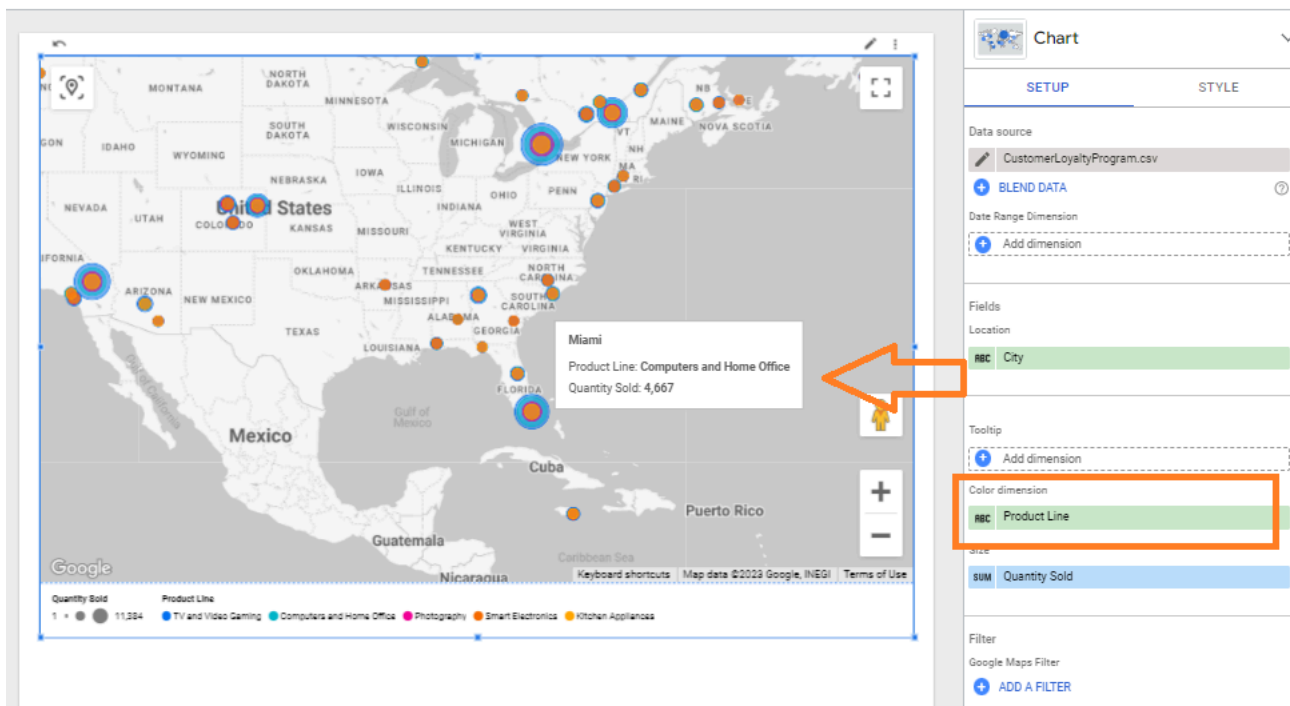 Chart
SETUP STYLE
NORTH
DAKOTA
MONTANA
MINNESOTA
NB
PE
MAINE
NOVA SCOTIA
SOUTH
DAKOTA
WISCONSIN
MICHIGAN
VT
NH
IDAHO
WYOMING
NEW YORK
MA
RI
IOWA
NEBRASKA
ILLINOIS
OHIO
PENN
NEVADA
UTAH
United States
INDIANA
COLORADO
KANSAS
MISSOURI
WEST
VIRGINIA
KENTUCKY
VIRGINIA
IFORNIA
OKLAHOMA
TENNESSEE
NORTH
CAROLINA
ARIZONA
NEW MEXICO
ARKANSAS
MISSISSIPPI
SOUTH
CAROLINA
ALABAMA
GEORGIA
TEXAS
LOUISIANA
FLORIDA
Miami
Product Line: Computers and Home Office
Quantity Sold: 4,667
Gulf of
Mexico
Gulf of California
Mexico
Cuba
Puerto Rico
Guatemala
Caribbean Sea
Nicaragua
Google
Keyboard shortcuts Map data ©2023 Google, INEGI Terms of Use
Quantity Sold Product Line
1 11,384 TV and Video Gaming Computers and Home Office Photography Smart Electronics Kitchen Appliances
Data source
CustomerLoyaltyProgram.csv
BLEND DATA
Date Range Dimension
Add dimension
Fields
Location
ABC City
Tooltip
Add dimension
Color dimension
ABC Product Line
Size
SUM Quantity Sold
Filter
Google Maps Filter
ADD A FILTER